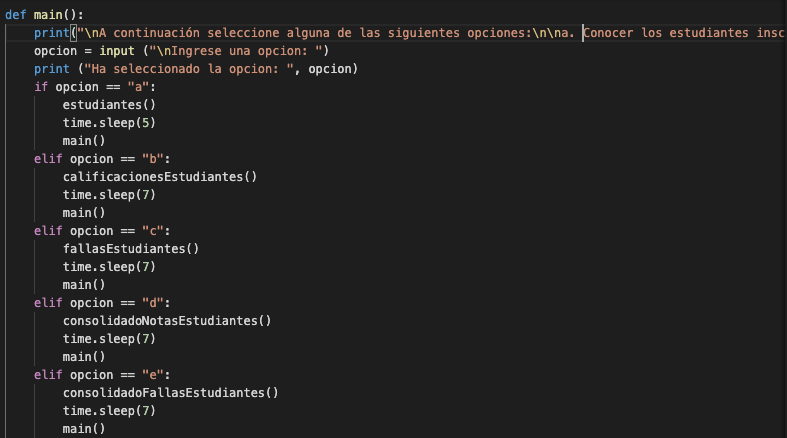 def main():
print("\nA continuación seleccione alguna de las siguientes opciones:\n\na. Conocer los estudiantes insc
opcion = input ("\nIngrese una opcion: ")
print ("Ha seleccionado la opcion: ", opcion)
if opcion == "a":
estudiantes()
time.sleep(5)
main()
elif opcion == "b":
calificacionesEstudiantes()
time.sleep(7)
main()
elif opcion == "c":
fallasEstudiantes()
time.sleep(7)
main()
elif opcion == "d":
consolidadoNotasEstudiantes()
time.sleep(7)
main()
elif opcion == "e":
consolidadoFallasEstudiantes()
time.sleep(7)
main()